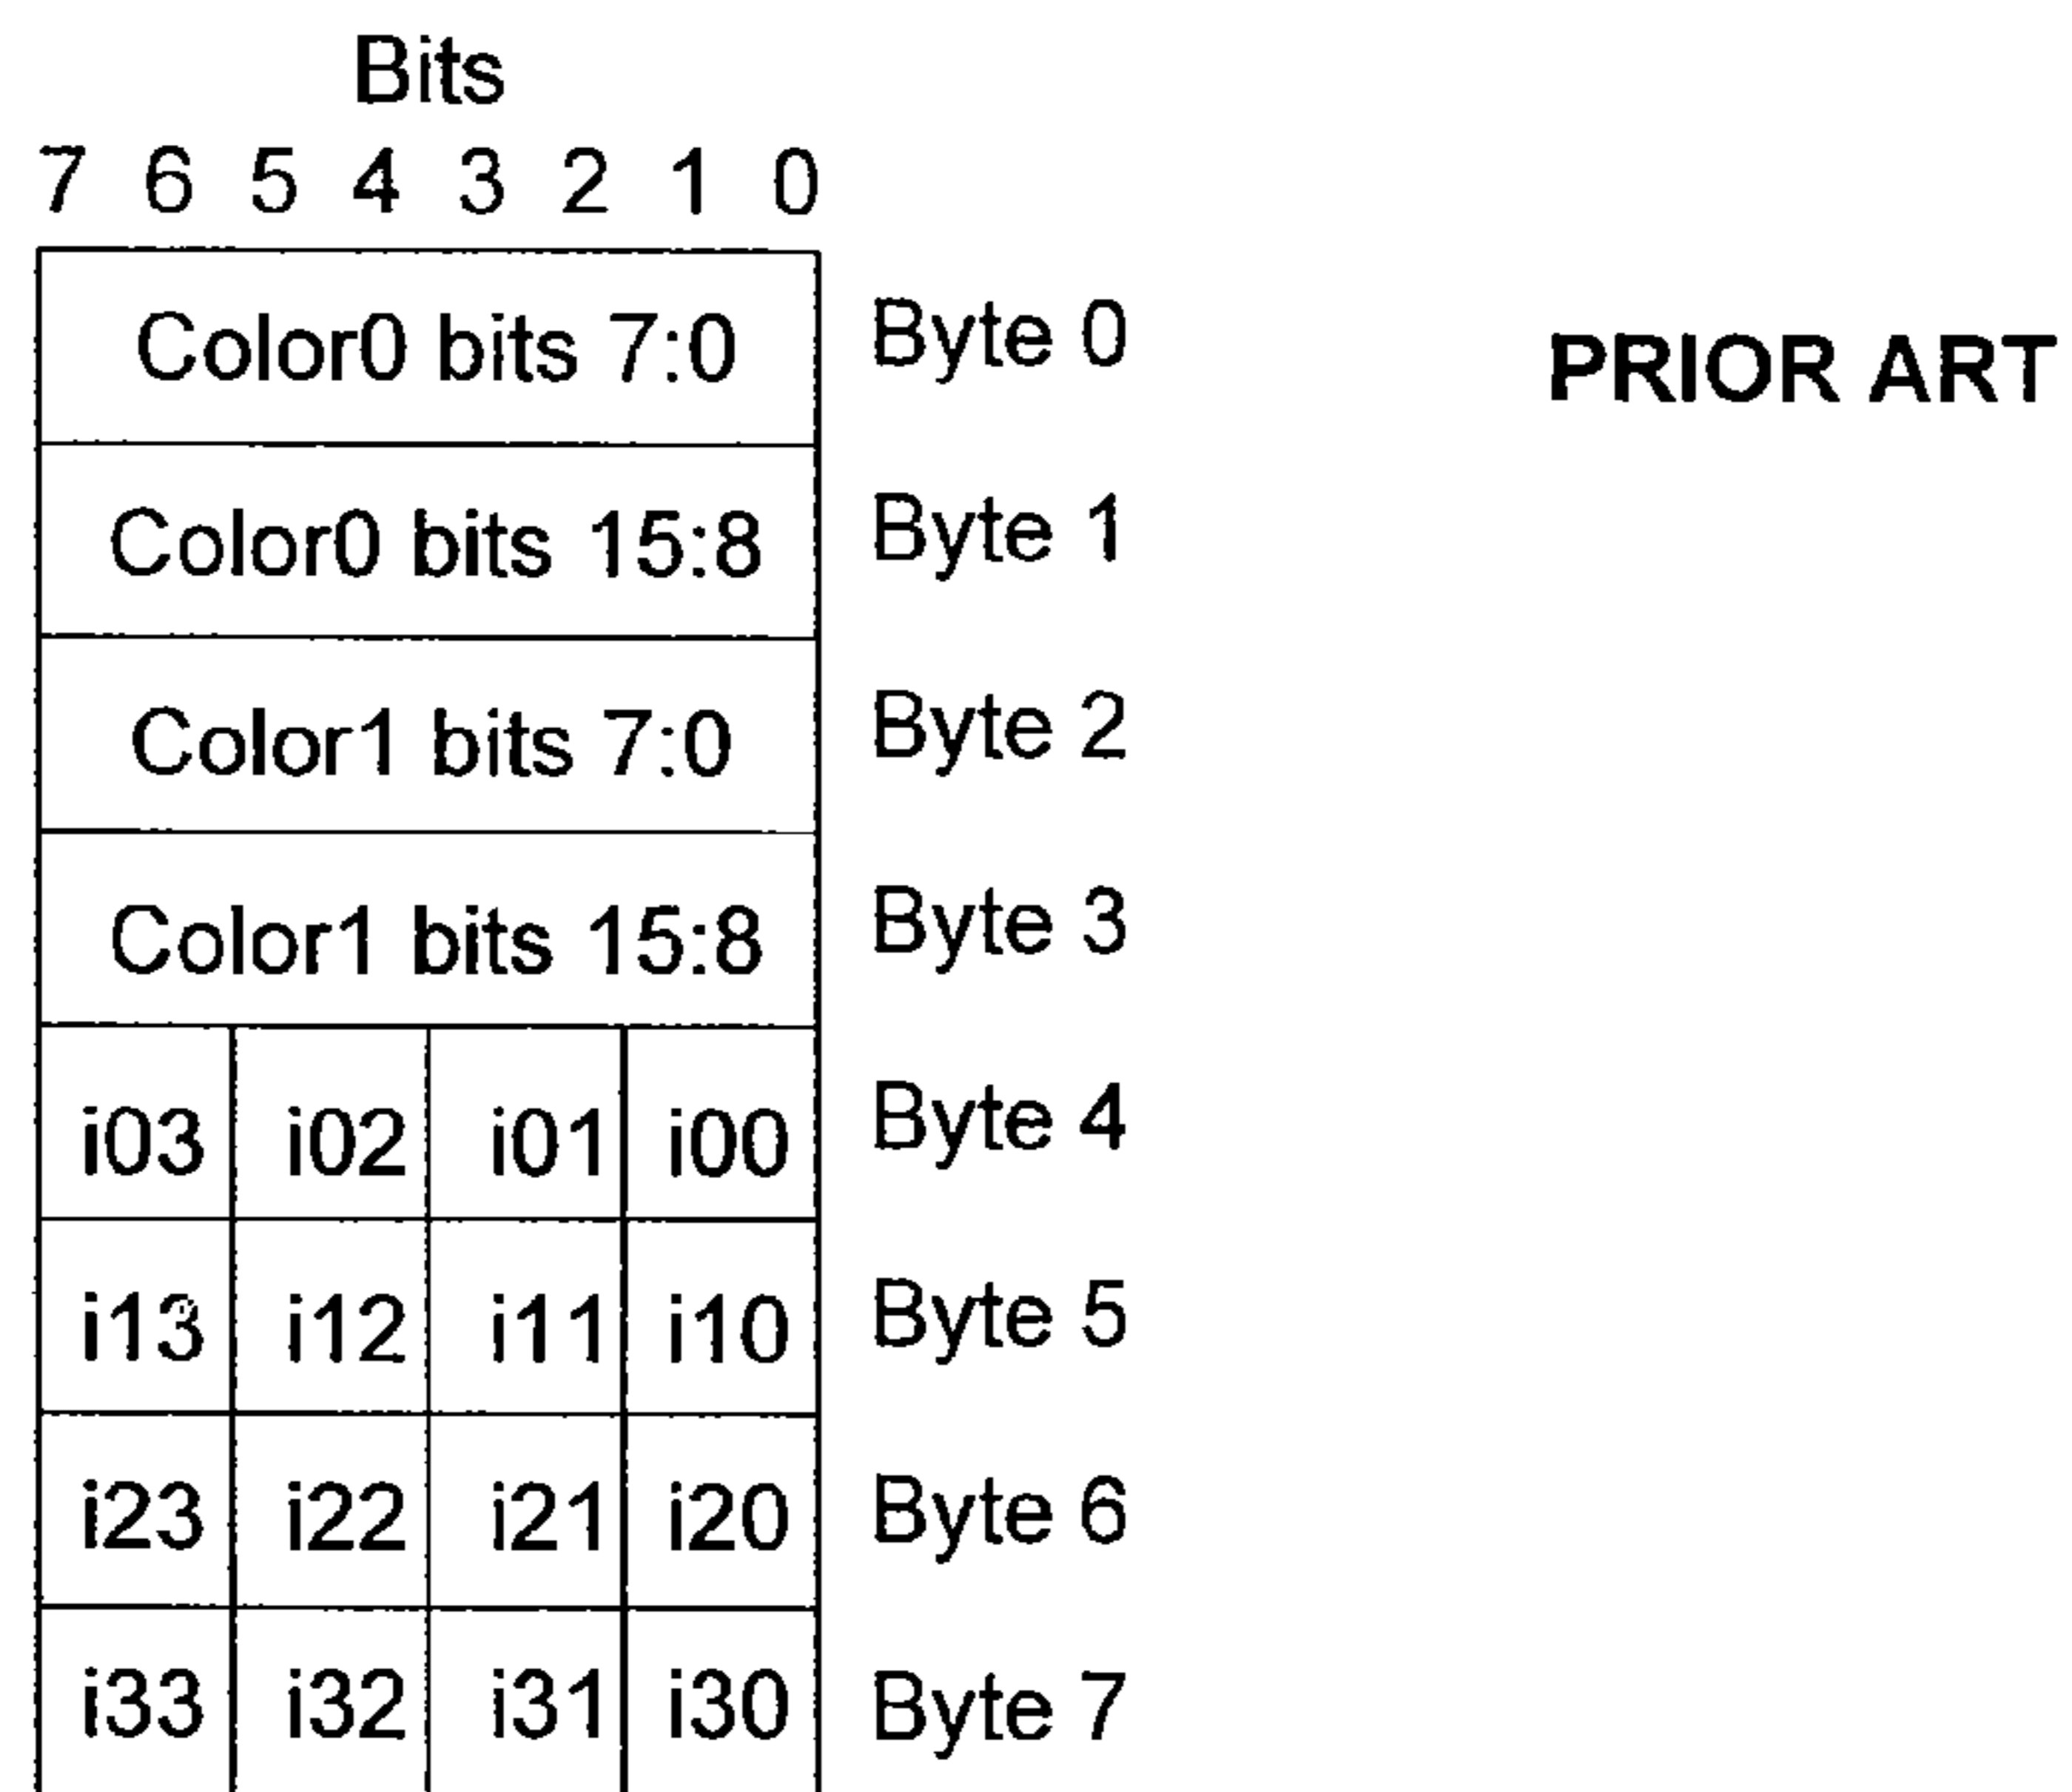 Bits
7 6 5 4 3 2 1 0
Color0 bits 7:0 Byte 0
PRIOR ART
Color0 bits 15:8 Byte 1
Color1 bits 7:0 Byte 2
Color1 bits 15:8 Byte 3
i03 i02 i01 i00 Byte 4
i13 i12 i11 i10 Byte 5
i23 i22 i21 i20 Byte 6
i33 i32 i31 i30 Byte 7